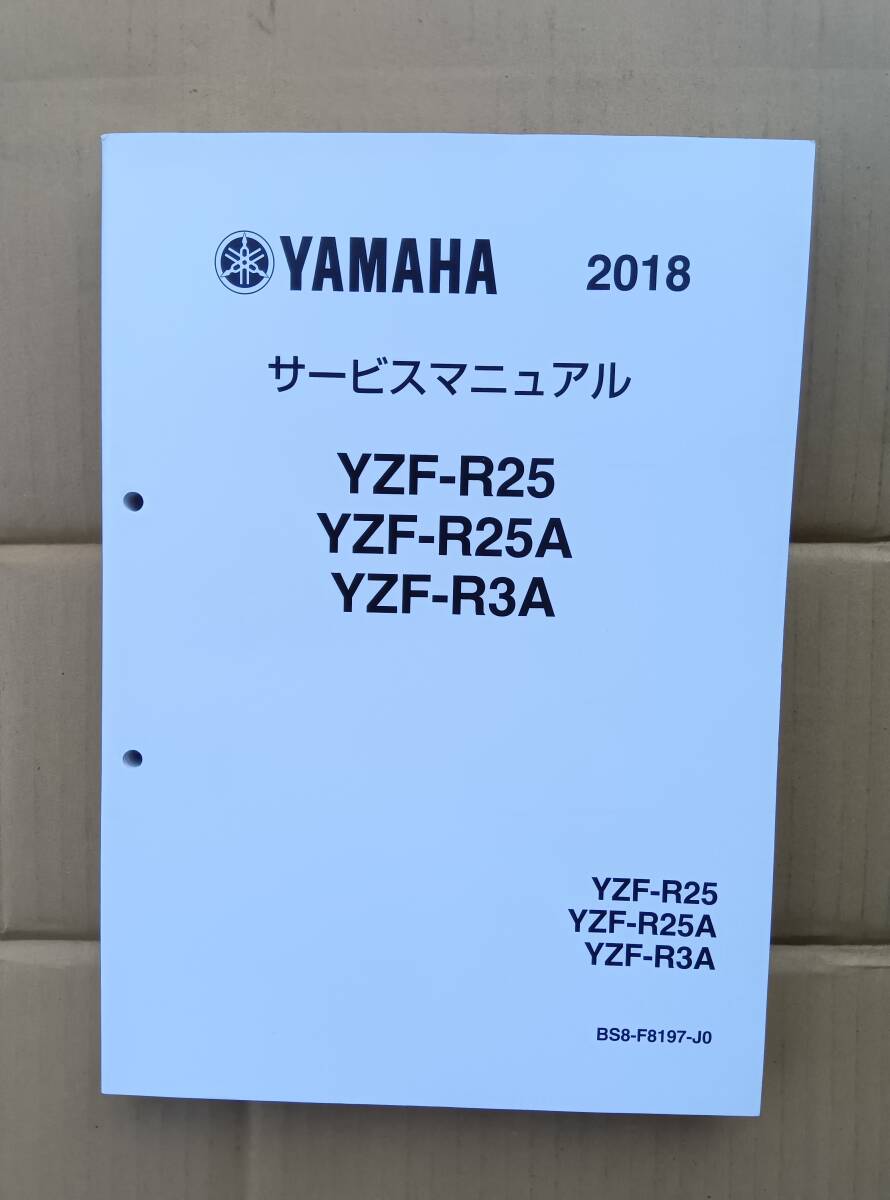 YAMAHA 2018
サービスマニュアル
YZF-R25
YZF-R25A
YZF-R3A
YZF-R25
YZF-R25A
YZF-R3A
BS8-F8197-J0